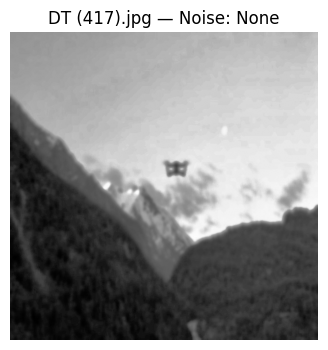 DT (417).jpg — Noise: None